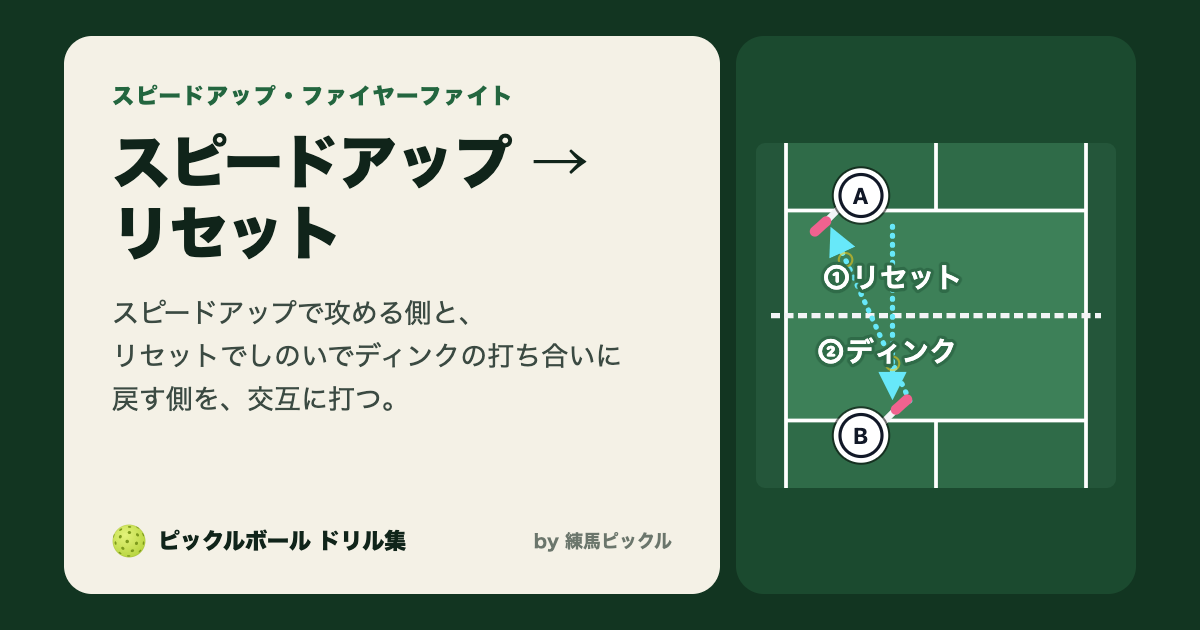 スピードアップ・ファイヤーファイト
スピードアップ →
リセット
スピードアップで攻める側と、
リセットでしのいでディンクの打ち合いに
戻す側を、交互に打つ。
ピックルボール ドリル集
by 練馬ピックル
A
①リセット
②ディンク
B